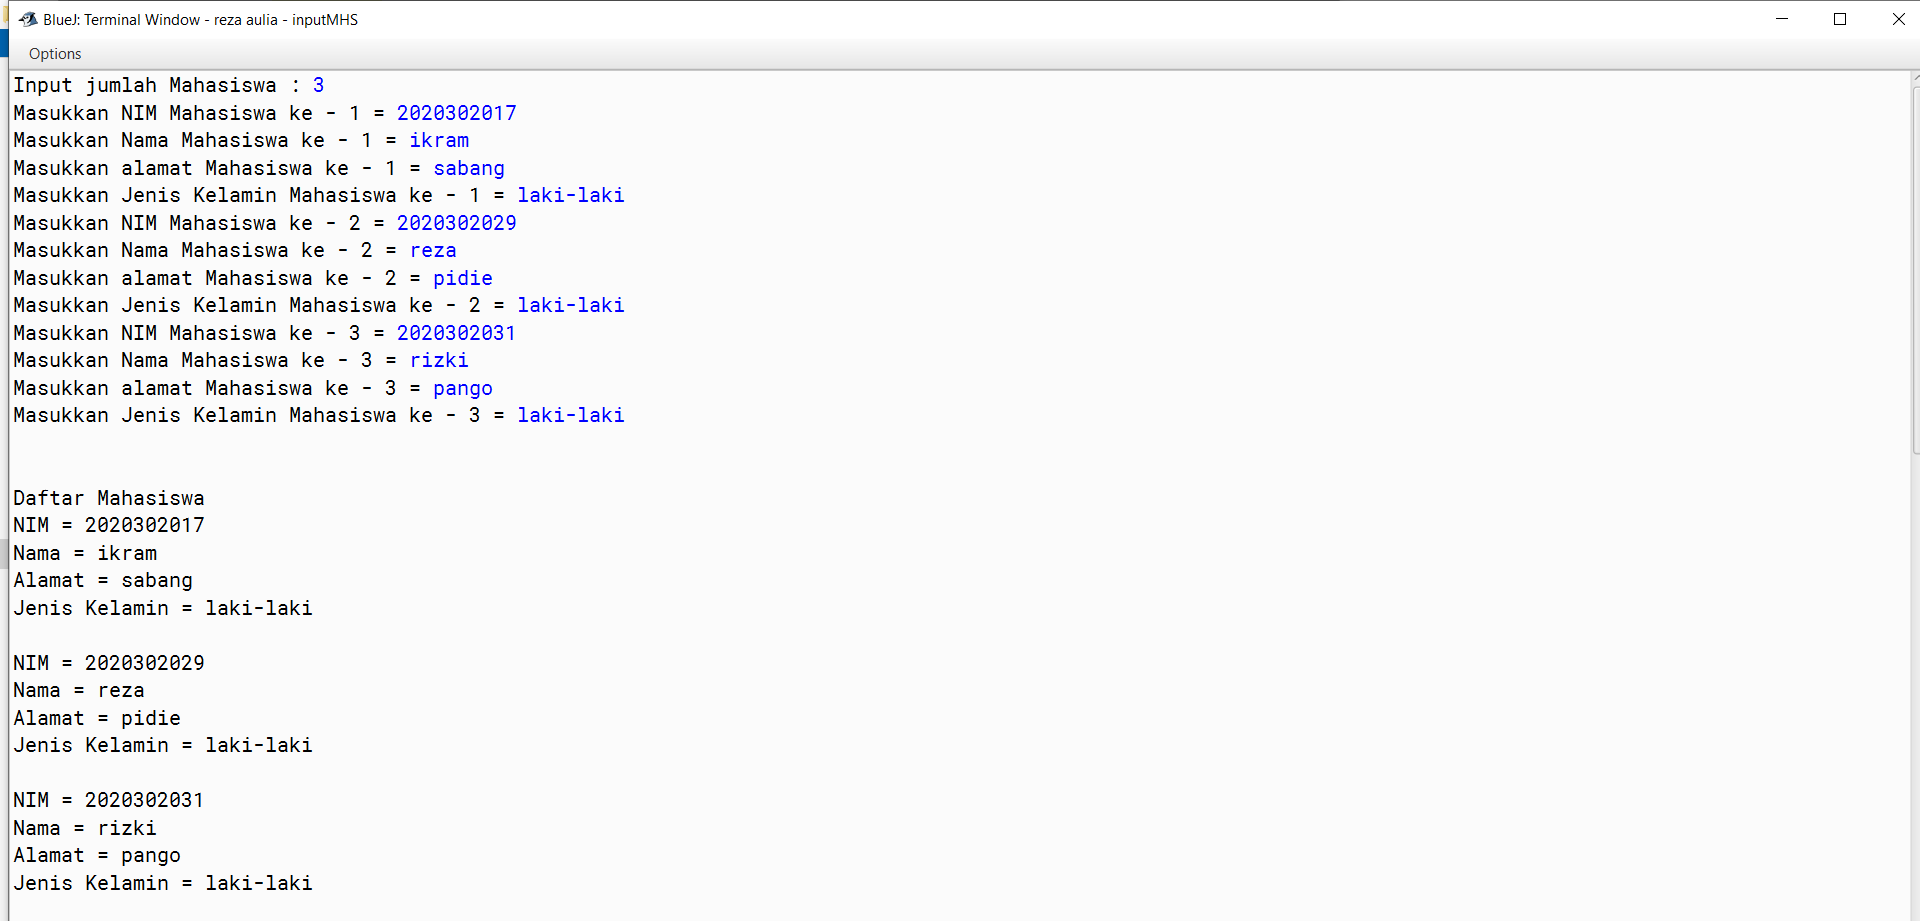 BlueJ: Terminal Window - reza aulia - inputMHS
Options
Input jumlah Mahasiswa : 3
Masukkan NIM Mahasiswa ke - 1 = 2020302017
Masukkan Nama Mahasiswa ke - 1 = ikram
Masukkan alamat Mahasiswa ke - 1 = sabang
Masukkan Jenis Kelamin Mahasiswa ke - 1 = laki-laki
Masukkan NIM Mahasiswa ke - 2 = 2020302029
Masukkan Nama Mahasiswa ke - 2 = reza
Masukkan alamat Mahasiswa ke - 2 = pidie
Masukkan Jenis Kelamin Mahasiswa ke - 2 = laki-laki
Masukkan NIM Mahasiswa ke - 3 = 2020302031
Masukkan Nama Mahasiswa ke - 3 = rizki
Masukkan alamat Mahasiswa ke - 3 = pango
Masukkan Jenis Kelamin Mahasiswa ke - 3 = laki-laki
Daftar Mahasiswa
NIM = 2020302017
Nama = ikram
Alamat = sabang
Jenis Kelamin = laki-laki
NIM = 2020302029
Nama = reza
Alamat = pidie
Jenis Kelamin = laki-laki
NIM = 2020302031
Nama = rizki
Alamat = pango
Jenis Kelamin = laki-laki